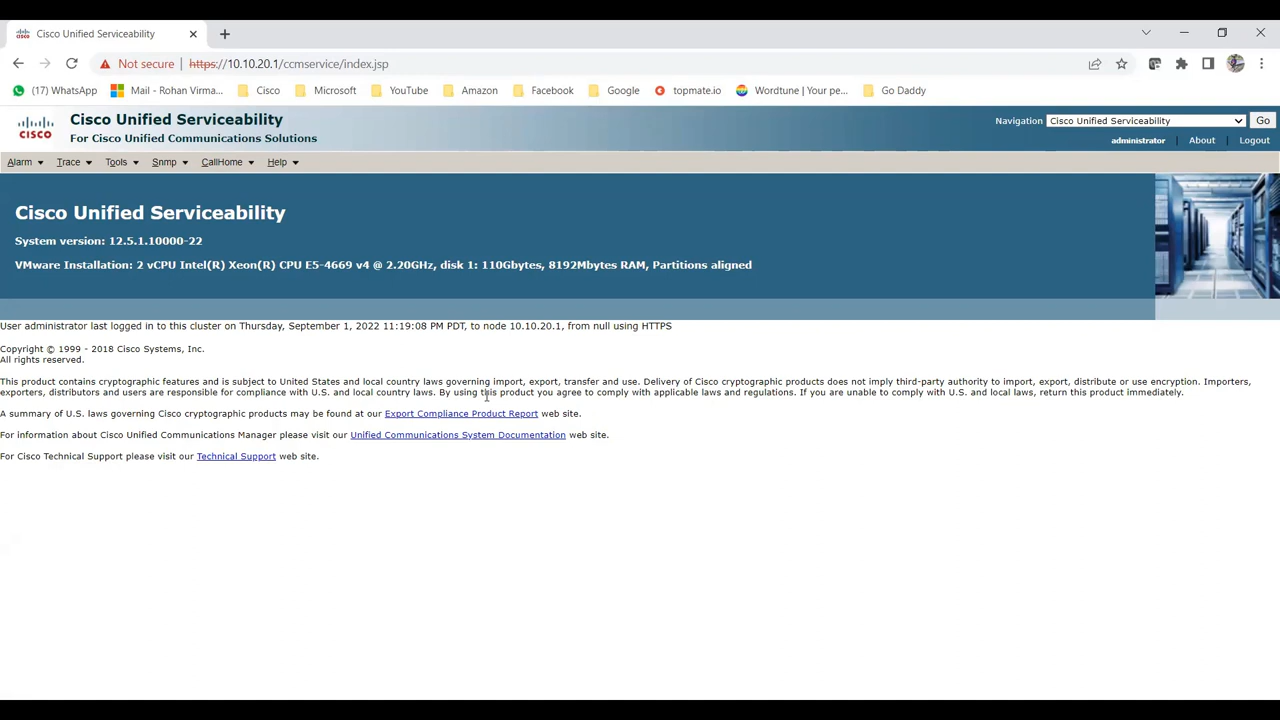 Cisco Unified Serviceability
Not secure | https://10.10.20.1/ccmservice/index.jsp
(17) WhatsApp Mail - Rohan Virma... Cisco Microsoft YouTube Amazon Facebook Google topmate.io Wordtune | Your pe... Go Daddy
CISCO
Cisco Unified Serviceability
For Cisco Unified Communications Solutions
Navigation Cisco Unified Serviceability Go
administrator | About | Logout
Alarm Trace Tools Snmp CallHome Help
Cisco Unified Serviceability
System version: 12.5.1.10000-22
VMware Installation: 2 vCPU Intel(R) Xeon(R) CPU E5-4669 v4 @ 2.20GHz, disk 1: 110Gbytes, 8192Mbytes RAM, Partitions aligned
User administrator last logged in to this cluster on Thursday, September 1, 2022 11:19:08 PM PDT, to node 10.10.20.1, from null using HTTPS
Copyright © 1999 - 2018 Cisco Systems, Inc.
All rights reserved.
This product contains cryptographic features and is subject to United States and local country laws governing import, export, transfer and use. Delivery of Cisco cryptographic products does not imply third-party authority to import, export, distribute or use encryption. Importers,
exporters, distributors and users are responsible for compliance with U.S. and local country laws. By using this product you agree to comply with applicable laws and regulations. If you are unable to comply with U.S. and local laws, return this product immediately.
A summary of U.S. laws governing Cisco cryptographic products may be found at our Export Compliance Product Report web site.
For information about Cisco Unified Communications Manager please visit our Unified Communications System Documentation web site.
For Cisco Technical Support please visit our Technical Support web site.